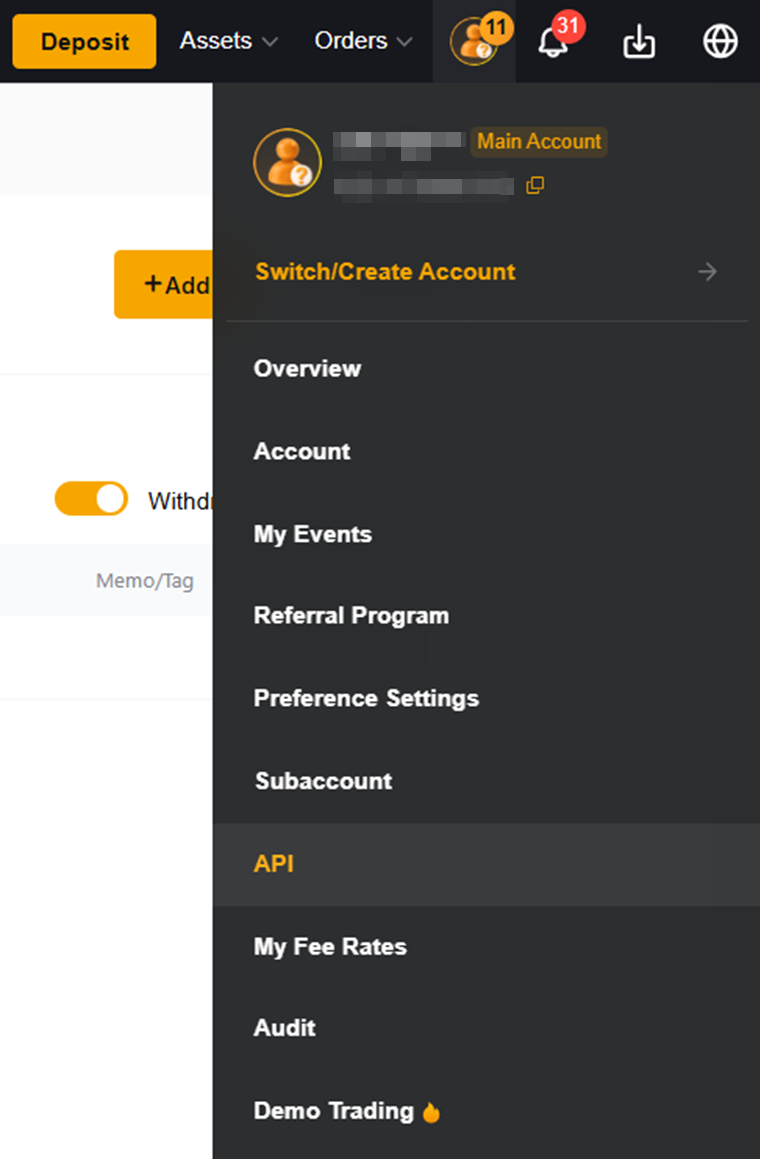 Deposit Assets Orders 11 31
Main Account
Switch/Create Account
+Add
Overview
Account
My Events
Withdr
Memo/Tag
Referral Program
Preference Settings
Subaccount
API
My Fee Rates
Audit
Demo Trading